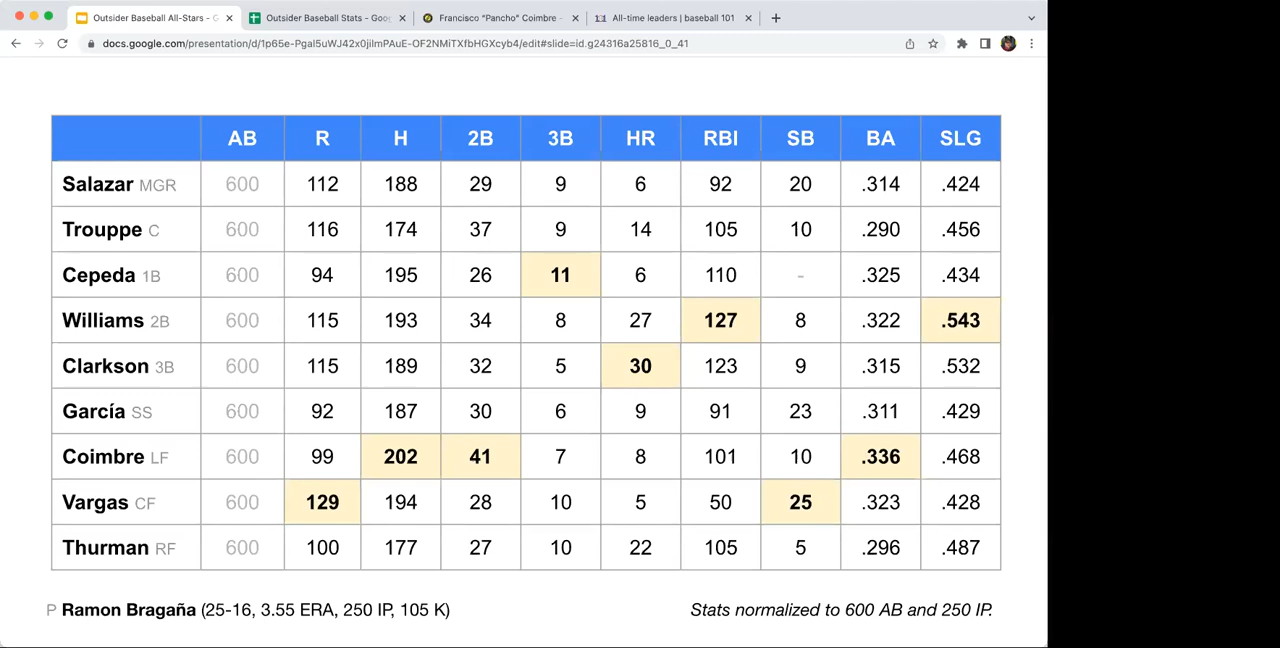 Outsider Baseball All-Stars - G
Outsider Baseball Stats - Goo
Francisco "Pancho" Coimbre -
All-time leaders | baseball 101
docs.google.com/presentation/d/1p65e-Pgal5uWJ42x0jilmPAuE-OF2NMiTXfbHGXcyb4/edit#slide=id.g24316a25816_0_41
AB R H 2B 3B HR RBI SB BA SLG
Salazar MGR 600 112 188 29 9 6 92 20 .314 .424
Trouppe C 600 116 174 37 9 14 105 10 .290 .456
Cepeda 1B 600 94 195 26 11 6 110 - .325 .434
Williams 2B 600 115 193 34 8 27 127 8 .322 .543
Clarkson 3B 600 115 189 32 5 30 123 9 .315 .532
García SS 600 92 187 30 6 9 91 23 .311 .429
Coimbre LF 600 99 202 41 7 8 101 10 .336 .468
Vargas CF 600 129 194 28 10 5 50 25 .323 .428
Thurman RF 600 100 177 27 10 22 105 5 .296 .487
P Ramon Bragaña (25-16, 3.55 ERA, 250 IP, 105 K)
Stats normalized to 600 AB and 250 IP.